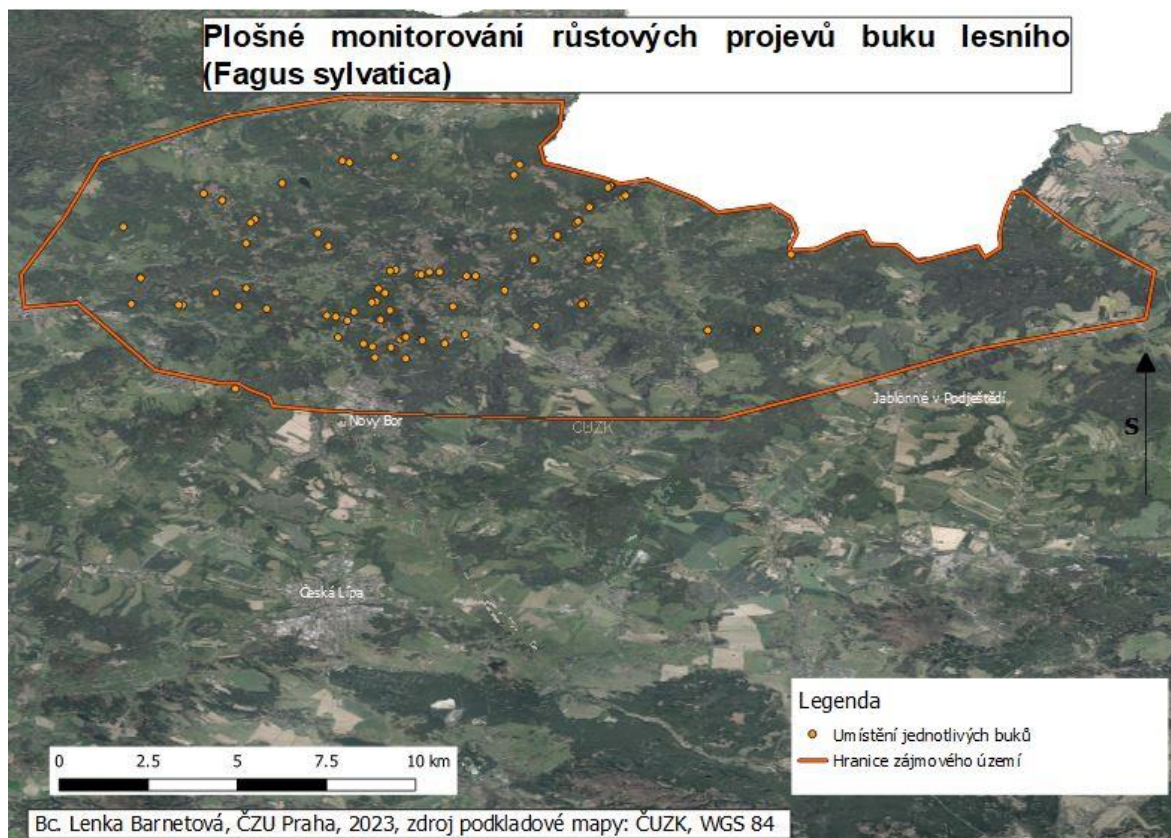 Plošné monitorování růstových projevů buku lesního
(Fagus sylvatica)
Nový Bor
ČÚZK
Jablonné v Podještědí
S
Česká Lípa
Legenda
Umístění jednotlivých buků
Hranice zájmového území
0 2.5 5 7.5 10 km
Bc. Lenka Barnetová, ČZU Praha, 2023, zdroj podkladové mapy: ČUZK, WGS 84